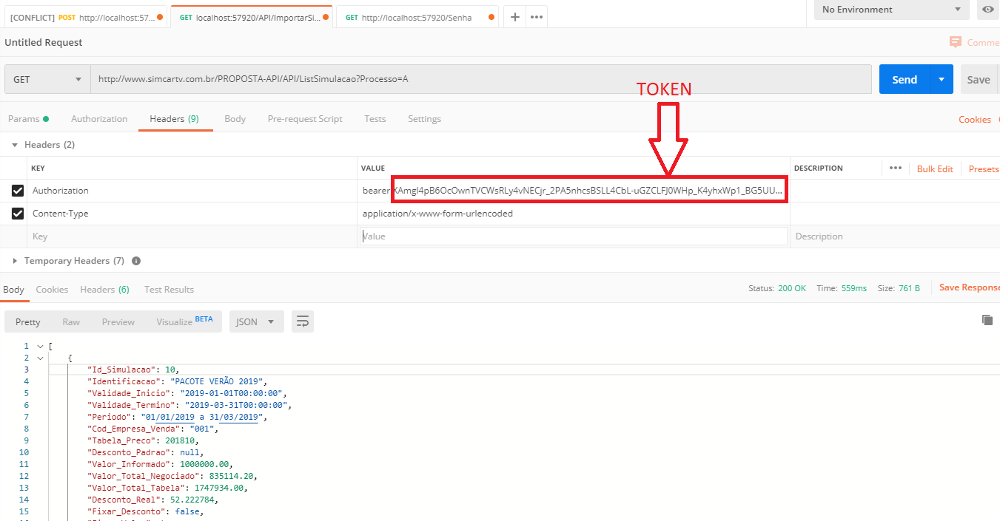 [CONFLICT] POST http://localhost:57... GET localhost:57920/API/ImportarSi... GET http://localhost:57920/Senha + ••• No Environment
Untitled Request Comme
GET http://www.simcartv.com.br/PROPOSTA-API/API/ListSimulacao?Processo=A Send Save
TOKEN
Params Authorization Headers (9) Body Pre-request Script Tests Settings Cookies
Headers (2)
KEY VALUE DESCRIPTION ••• Bulk Edit Presets
Authorization bearer XAmgl4pB6OcOwnTVCWsRLy4vNECjr_2PA5nhcsBSLL4CbL-uGZCLFJ0WHp_K4yhxWp1_BG5UU...
Content-Type application/x-www-form-urlencoded
Key Value Description
Temporary Headers (7)
Body Cookies Headers (6) Test Results Status: 200 OK Time: 559ms Size: 761 B Save Response
Pretty Raw Preview Visualize BETA JSON
1 [
2 {
3 "Id_Simulacao": 10,
4 "Identificacao": "PACOTE VERÃO 2019",
5 "Validade_Inicio": "2019-01-01T00:00:00",
6 "Validade_Termino": "2019-03-31T00:00:00",
7 "Periodo": "01/01/2019 a 31/03/2019",
8 "Cod_Empresa_Venda": "001",
9 "Tabela_Preco": 201810,
10 "Desconto_Padrao": null,
11 "Valor_Informado": 1000000.00,
12 "Valor_Total_Negociado": 835114.20,
13 "Valor_Total_Tabela": 1747934.00,
14 "Desconto_Real": 52.222784,
15 "Fixar_Desconto": false,